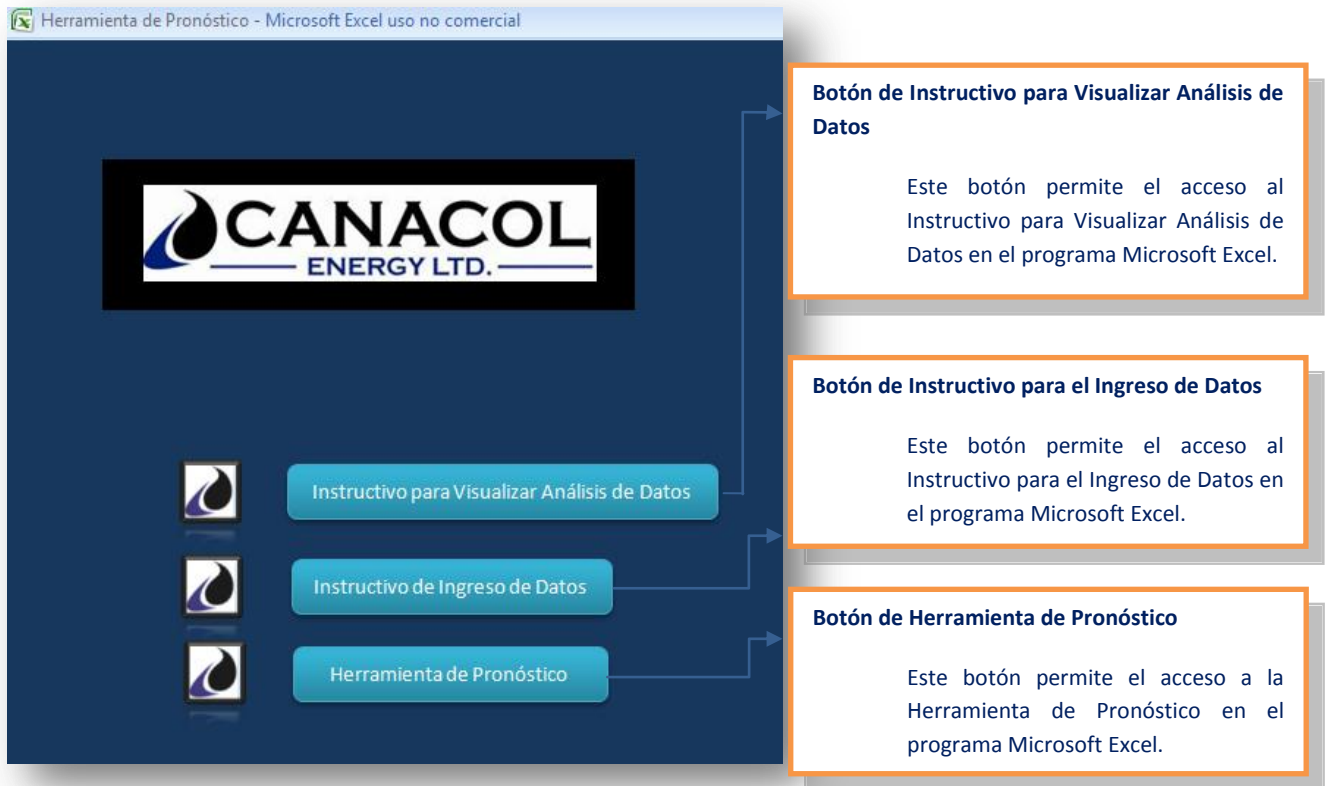 Herramienta de Pronóstico - Microsoft Excel uso no comercial
CANACOL
ENERGY LTD.
Instructivo para Visualizar Análisis de Datos
Instructivo de Ingreso de Datos
Herramienta de Pronóstico
Botón de Instructivo para Visualizar Análisis de
Datos
Este botón permite el acceso al
Instructivo para Visualizar Análisis de
Datos en el programa Microsoft Excel.
Botón de Instructivo para el Ingreso de Datos
Este botón permite el acceso al
Instructivo para el Ingreso de Datos en
el programa Microsoft Excel.
Botón de Herramienta de Pronóstico
Este botón permite el acceso a la
Herramienta de Pronóstico en el
programa Microsoft Excel.